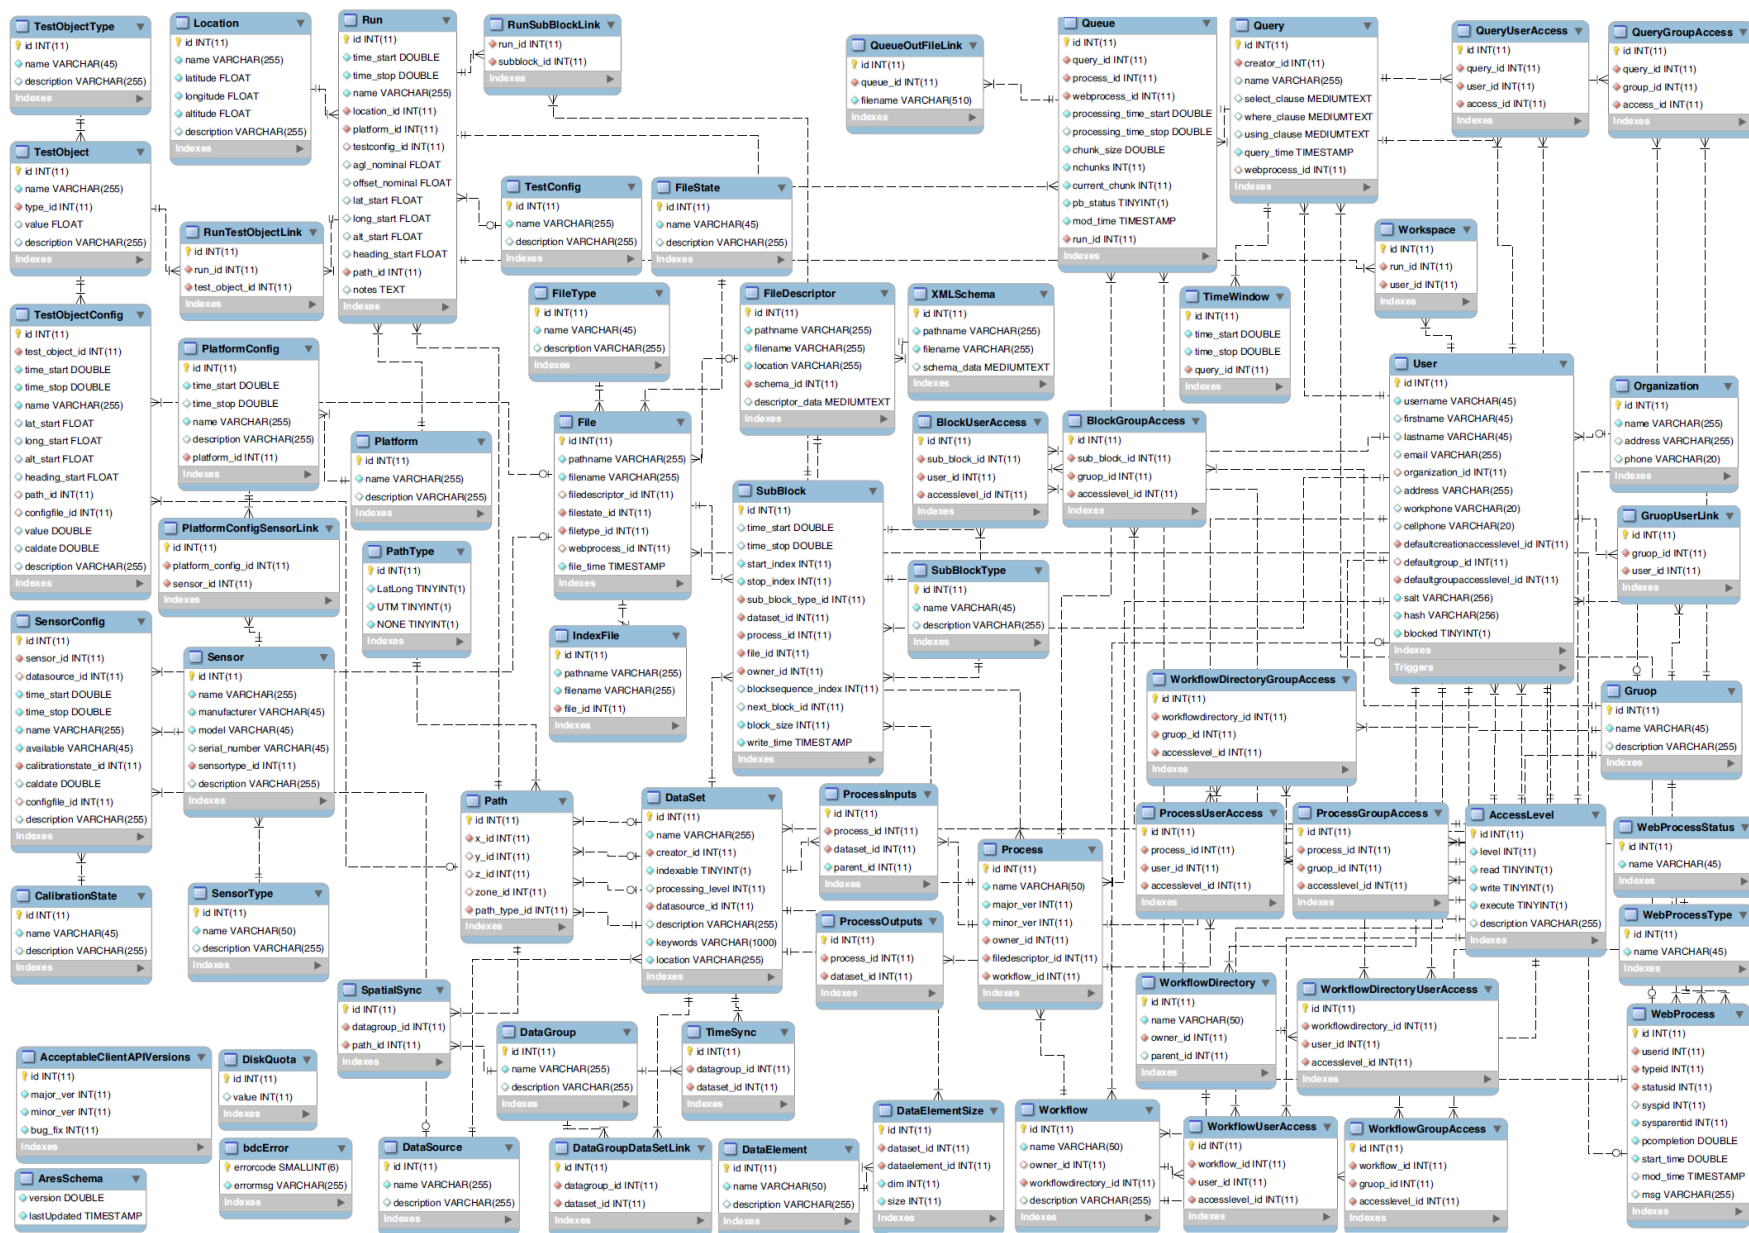 TestObjectType
id INT(11)
name VARCHAR(45)
description VARCHAR(255)
Indexes
Location
id INT(11)
name VARCHAR(255)
latitude FLOAT
longitude FLOAT
altitude FLOAT
description VARCHAR(255)
Indexes
Run
id INT(11)
time_start DOUBLE
time_stop DOUBLE
name VARCHAR(255)
location_id INT(11)
platform_id INT(11)
testconfig_id INT(11)
agl_nominal FLOAT
offset_nominal FLOAT
lat_start FLOAT
long_start FLOAT
alt_start FLOAT
heading_start FLOAT
path_id INT(11)
notes TEXT
Indexes
RunSubBlockLink
run_id INT(11)
subblock_id INT(11)
Indexes
QueueOutFileLink
id INT(11)
queue_id INT(11)
filename VARCHAR(510)
Indexes
Queue
id INT(11)
query_id INT(11)
process_id INT(11)
webprocess_id INT(11)
processing_time_start DOUBLE
processing_time_stop DOUBLE
chunk_size DOUBLE
nchunks INT(11)
current_chunk INT(11)
pb_status TINYINT(1)
mod_time TIMESTAMP
run_id INT(11)
Indexes
Query
id INT(11)
creator_id INT(11)
name VARCHAR(255)
select_clause MEDIUMTEXT
where_clause MEDIUMTEXT
using_clause MEDIUMTEXT
query_time TIMESTAMP
webprocess_id INT(11)
Indexes
QueryUserAccess
id INT(11)
query_id INT(11)
user_id INT(11)
access_id INT(11)
Indexes
QueryGroupAccess
id INT(11)
query_id INT(11)
group_id INT(11)
access_id INT(11)
Indexes
TestObject
id INT(11)
name VARCHAR(255)
type_id INT(11)
value FLOAT
description VARCHAR(255)
Indexes
RunTestObjectLink
id INT(11)
run_id INT(11)
test_object_id INT(11)
Indexes
TestConfig
id INT(11)
name VARCHAR(255)
description VARCHAR(255)
Indexes
FileState
id INT(11)
name VARCHAR(45)
description VARCHAR(255)
Indexes
Workspace
id INT(11)
run_id INT(11)
user_id INT(11)
Indexes
TestObjectConfig
id INT(11)
test_object_id INT(11)
time_start DOUBLE
time_stop DOUBLE
name VARCHAR(255)
lat_start FLOAT
long_start FLOAT
alt_start FLOAT
heading_start FLOAT
path_id INT(11)
configfile_id INT(11)
value DOUBLE
caldate DOUBLE
description VARCHAR(255)
Indexes
PlatformConfig
id INT(11)
time_start DOUBLE
time_stop DOUBLE
name VARCHAR(255)
description VARCHAR(255)
platform_id INT(11)
Indexes
FileType
id INT(11)
name VARCHAR(45)
description VARCHAR(255)
Indexes
FileDescriptor
id INT(11)
pathname VARCHAR(255)
filename VARCHAR(255)
location VARCHAR(255)
schema_id INT(11)
descriptor_data MEDIUMTEXT
Indexes
XMLSchema
id INT(11)
pathname VARCHAR(255)
filename VARCHAR(255)
schema_data MEDIUMTEXT
Indexes
TimeWindow
id INT(11)
time_start DOUBLE
time_stop DOUBLE
query_id INT(11)
Indexes
User
id INT(11)
username VARCHAR(45)
firstname VARCHAR(45)
lastname VARCHAR(45)
email VARCHAR(255)
organization_id INT(11)
address VARCHAR(255)
workphone VARCHAR(20)
cellphone VARCHAR(20)
defaultcreationaccesslevel_id INT(11)
defaultgroup_id INT(11)
defaultgroupaccesslevel_id INT(11)
salt VARCHAR(256)
hash VARCHAR(256)
blocked TINYINT(1)
Indexes
Triggers
Organization
id INT(11)
name VARCHAR(255)
address VARCHAR(255)
phone VARCHAR(20)
Indexes
Platform
id INT(11)
name VARCHAR(255)
description VARCHAR(255)
Indexes
File
id INT(11)
pathname VARCHAR(255)
filename VARCHAR(255)
filedescriptor_id INT(11)
filestate_id INT(11)
filetype_id INT(11)
webprocess_id INT(11)
file_time TIMESTAMP
Indexes
BlockUserAccess
id INT(11)
sub_block_id INT(11)
user_id INT(11)
accesslevel_id INT(11)
Indexes
BlockGroupAccess
id INT(11)
sub_block_id INT(11)
gruop_id INT(11)
accesslevel_id INT(11)
Indexes
PlatformConfigSensorLink
id INT(11)
platform_config_id INT(11)
sensor_id INT(11)
Indexes
PathType
id INT(11)
LatLong TINYINT(1)
UTM TINYINT(1)
NONE TINYINT(1)
Indexes
SubBlock
id INT(11)
time_start DOUBLE
time_stop DOUBLE
start_index INT(11)
stop_index INT(11)
sub_block_type_id INT(11)
dataset_id INT(11)
process_id INT(11)
file_id INT(11)
owner_id INT(11)
blocksequence_index INT(11)
next_block_id INT(11)
block_size INT(11)
write_time TIMESTAMP
Indexes
SubBlockType
id INT(11)
name VARCHAR(45)
description VARCHAR(255)
Indexes
GruopUserLink
id INT(11)
gruop_id INT(11)
user_id INT(11)
Indexes
SensorConfig
id INT(11)
sensor_id INT(11)
datasource_id INT(11)
time_start DOUBLE
time_stop DOUBLE
name VARCHAR(255)
available VARCHAR(45)
calibrationstate_id INT(11)
caldate DOUBLE
configfile_id INT(11)
description VARCHAR(255)
Indexes
Sensor
id INT(11)
name VARCHAR(255)
manufacturer VARCHAR(45)
model VARCHAR(45)
serial_number VARCHAR(45)
sensortype_id INT(11)
description VARCHAR(255)
Indexes
IndexFile
id INT(11)
pathname VARCHAR(255)
filename VARCHAR(255)
file_id INT(11)
Indexes
WorkflowDirectoryGroupAccess
id INT(11)
workflowdirectory_id INT(11)
gruop_id INT(11)
accesslevel_id INT(11)
Indexes
Gruop
id INT(11)
name VARCHAR(45)
description VARCHAR(255)
Indexes
Path
id INT(11)
x_id INT(11)
y_id INT(11)
z_id INT(11)
zone_id INT(11)
path_type_id INT(11)
Indexes
DataSet
id INT(11)
name VARCHAR(255)
creator_id INT(11)
indexable TINYINT(1)
processing_level INT(11)
datasource_id INT(11)
description VARCHAR(255)
keywords VARCHAR(1000)
location VARCHAR(255)
Indexes
ProcessInputs
id INT(11)
process_id INT(11)
dataset_id INT(11)
parent_id INT(11)
Indexes
Process
id INT(11)
name VARCHAR(50)
major_ver INT(11)
minor_ver INT(11)
owner_id INT(11)
filedescriptor_id INT(11)
workflow_id INT(11)
Indexes
ProcessUserAccess
id INT(11)
process_id INT(11)
user_id INT(11)
accesslevel_id INT(11)
Indexes
ProcessGroupAccess
id INT(11)
process_id INT(11)
gruop_id INT(11)
accesslevel_id INT(11)
Indexes
AccessLevel
id INT(11)
level INT(11)
read TINYINT(1)
write TINYINT(1)
execute TINYINT(1)
description VARCHAR(255)
Indexes
WebProcessStatus
id INT(11)
name VARCHAR(45)
Indexes
CalibrationState
id INT(11)
name VARCHAR(45)
description VARCHAR(255)
Indexes
SensorType
id INT(11)
name VARCHAR(50)
description VARCHAR(255)
Indexes
ProcessOutputs
id INT(11)
process_id INT(11)
dataset_id INT(11)
Indexes
WebProcessType
id INT(11)
name VARCHAR(45)
Indexes
SpatialSync
id INT(11)
datagroup_id INT(11)
path_id INT(11)
Indexes
WorkflowDirectory
id INT(11)
name VARCHAR(50)
owner_id INT(11)
parent_id INT(11)
Indexes
WorkflowDirectoryUserAccess
id INT(11)
workflowdirectory_id INT(11)
user_id INT(11)
accesslevel_id INT(11)
Indexes
WebProcess
id INT(11)
userid INT(11)
typeid INT(11)
statusid INT(11)
syspid INT(11)
sysparentid INT(11)
pcompletion DOUBLE
start_time DOUBLE
mod_time TIMESTAMP
msg VARCHAR(255)
Indexes
DataGroup
id INT(11)
name VARCHAR(255)
description VARCHAR(255)
Indexes
TimeSync
id INT(11)
datagroup_id INT(11)
dataset_id INT(11)
Indexes
AcceptableClientAPIVersions
id INT(11)
major_ver INT(11)
minor_ver INT(11)
bug_fix INT(11)
Indexes
DiskQuota
id INT(11)
value INT(11)
Indexes
DataElementSize
id INT(11)
dataset_id INT(11)
dataelement_id INT(11)
dim INT(11)
size INT(11)
Indexes
Workflow
id INT(11)
name VARCHAR(50)
owner_id INT(11)
workflowdirectory_id INT(11)
description VARCHAR(255)
Indexes
WorkflowUserAccess
id INT(11)
workflow_id INT(11)
user_id INT(11)
accesslevel_id INT(11)
Indexes
WorkflowGroupAccess
id INT(11)
workflow_id INT(11)
gruop_id INT(11)
accesslevel_id INT(11)
Indexes
bdcError
errorcode SMALLINT(6)
errormsg VARCHAR(255)
Indexes
DataSource
id INT(11)
name VARCHAR(255)
description VARCHAR(255)
Indexes
DataGroupDataSetLink
id INT(11)
datagroup_id INT(11)
dataset_id INT(11)
Indexes
DataElement
id INT(11)
name VARCHAR(50)
description VARCHAR(255)
Indexes
AresSchema
version DOUBLE
lastUpdated TIMESTAMP